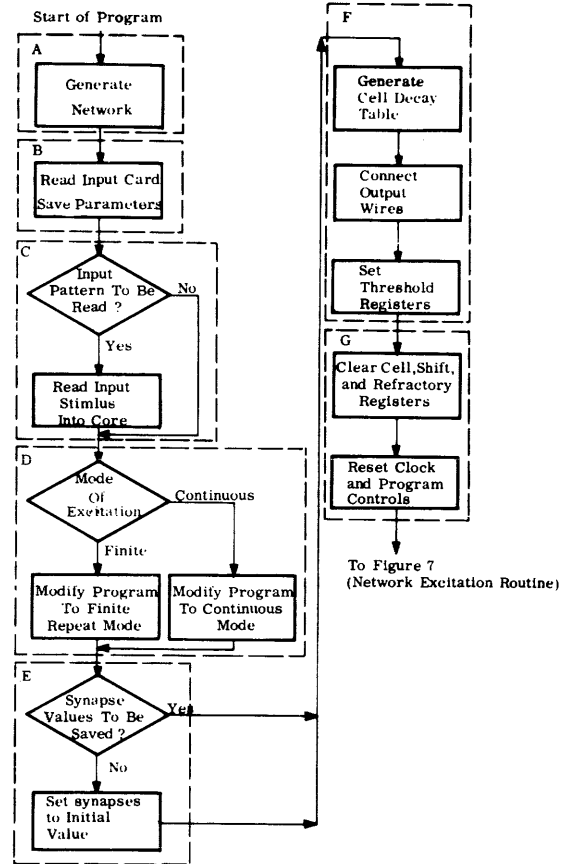 Start of Program
A
Generate
Network
B
Read Input Card
Save Parameters
C
Input
Pattern To Be
Read ?
No
Yes
Read Input
Stimlus
Into Core
D
Mode
Of
Excitation
Continuous
Finite
Modify Program
To Finite
Repeat Mode
Modify Program
To Continuous
Mode
E
Synapse
Values To Be
Saved ?
Yes
No
Set synapses
to Initial
Value
F
Generate
Cell Decay
Table
Connect
Output
Wires
Set
Threshold
Registers
G
Clear Cell, Shift,
and Refractory
Registers
Reset Clock
and Program
Controls
To Figure 7
(Network Excitation Routine)